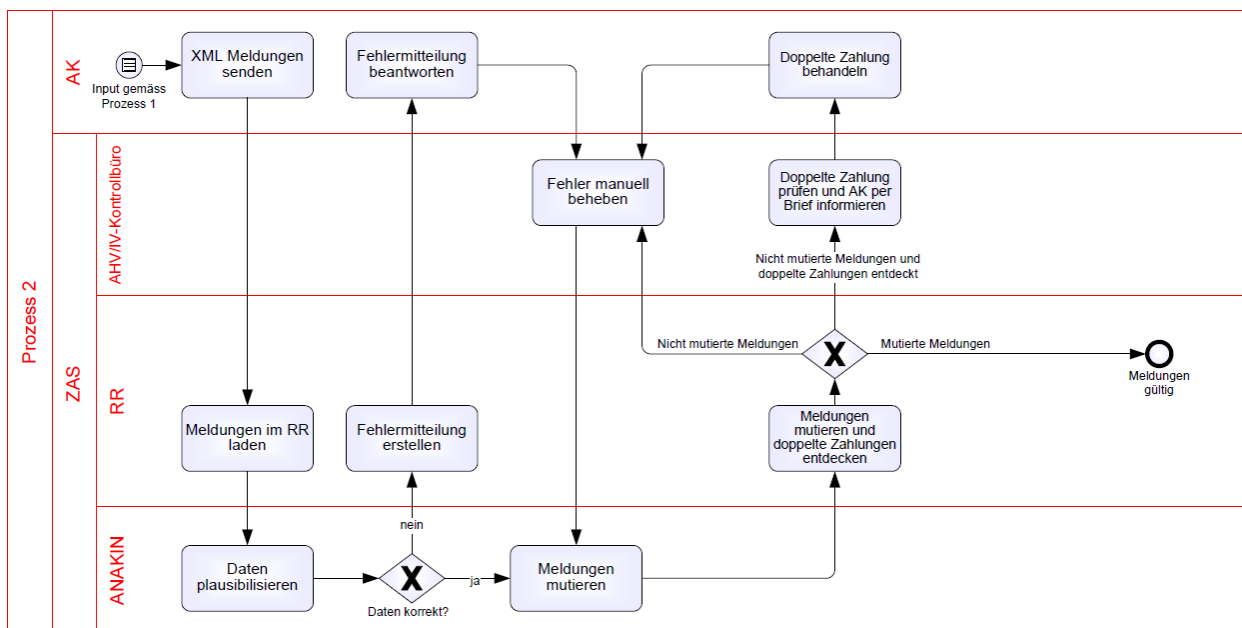 Prozess 2
AK
Input gemäss
Prozess 1
XML Meldungen
senden
Fehlermitteilung
beantworten
Doppelte Zahlung
behandeln
ZAS
AHV/IV-Kontrollbüro
Fehler manuell
beheben
Doppelte Zahlung
prüfen und AK per
Brief informieren
Nicht mutierte Meldungen und
doppelte Zahlungen entdeckt
RR
Nicht mutierte Meldungen
X
Mutierte Meldungen
Meldungen
gültig
Meldungen im RR
laden
Fehlermitteilung
erstellen
Meldungen
mutieren und
doppelte Zahlungen
entdecken
ANAKIN
nein
Daten
plausibilisieren
X
ja
Daten korrekt?
Meldungen
mutieren